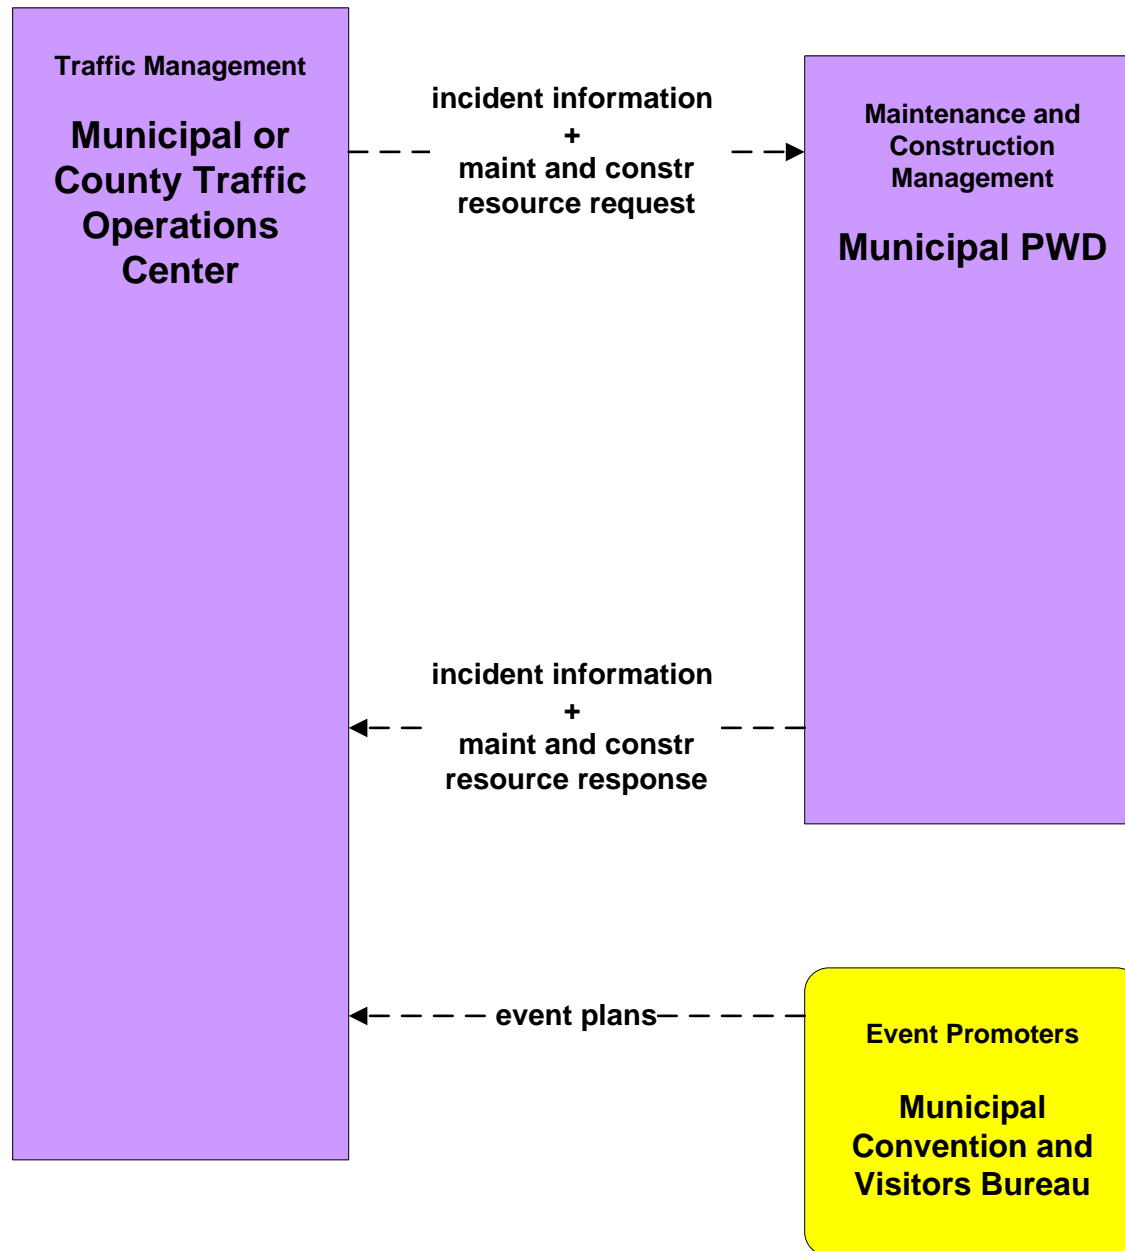 Traffic Management
Municipal or
County Traffic
Operations
Center
incident information
+
maint and constr
resource request
Maintenance and
Construction
Management
Municipal PWD
incident information
+
maint and constr
resource response
event plans
Event Promoters
Municipal
Convention and
Visitors Bureau